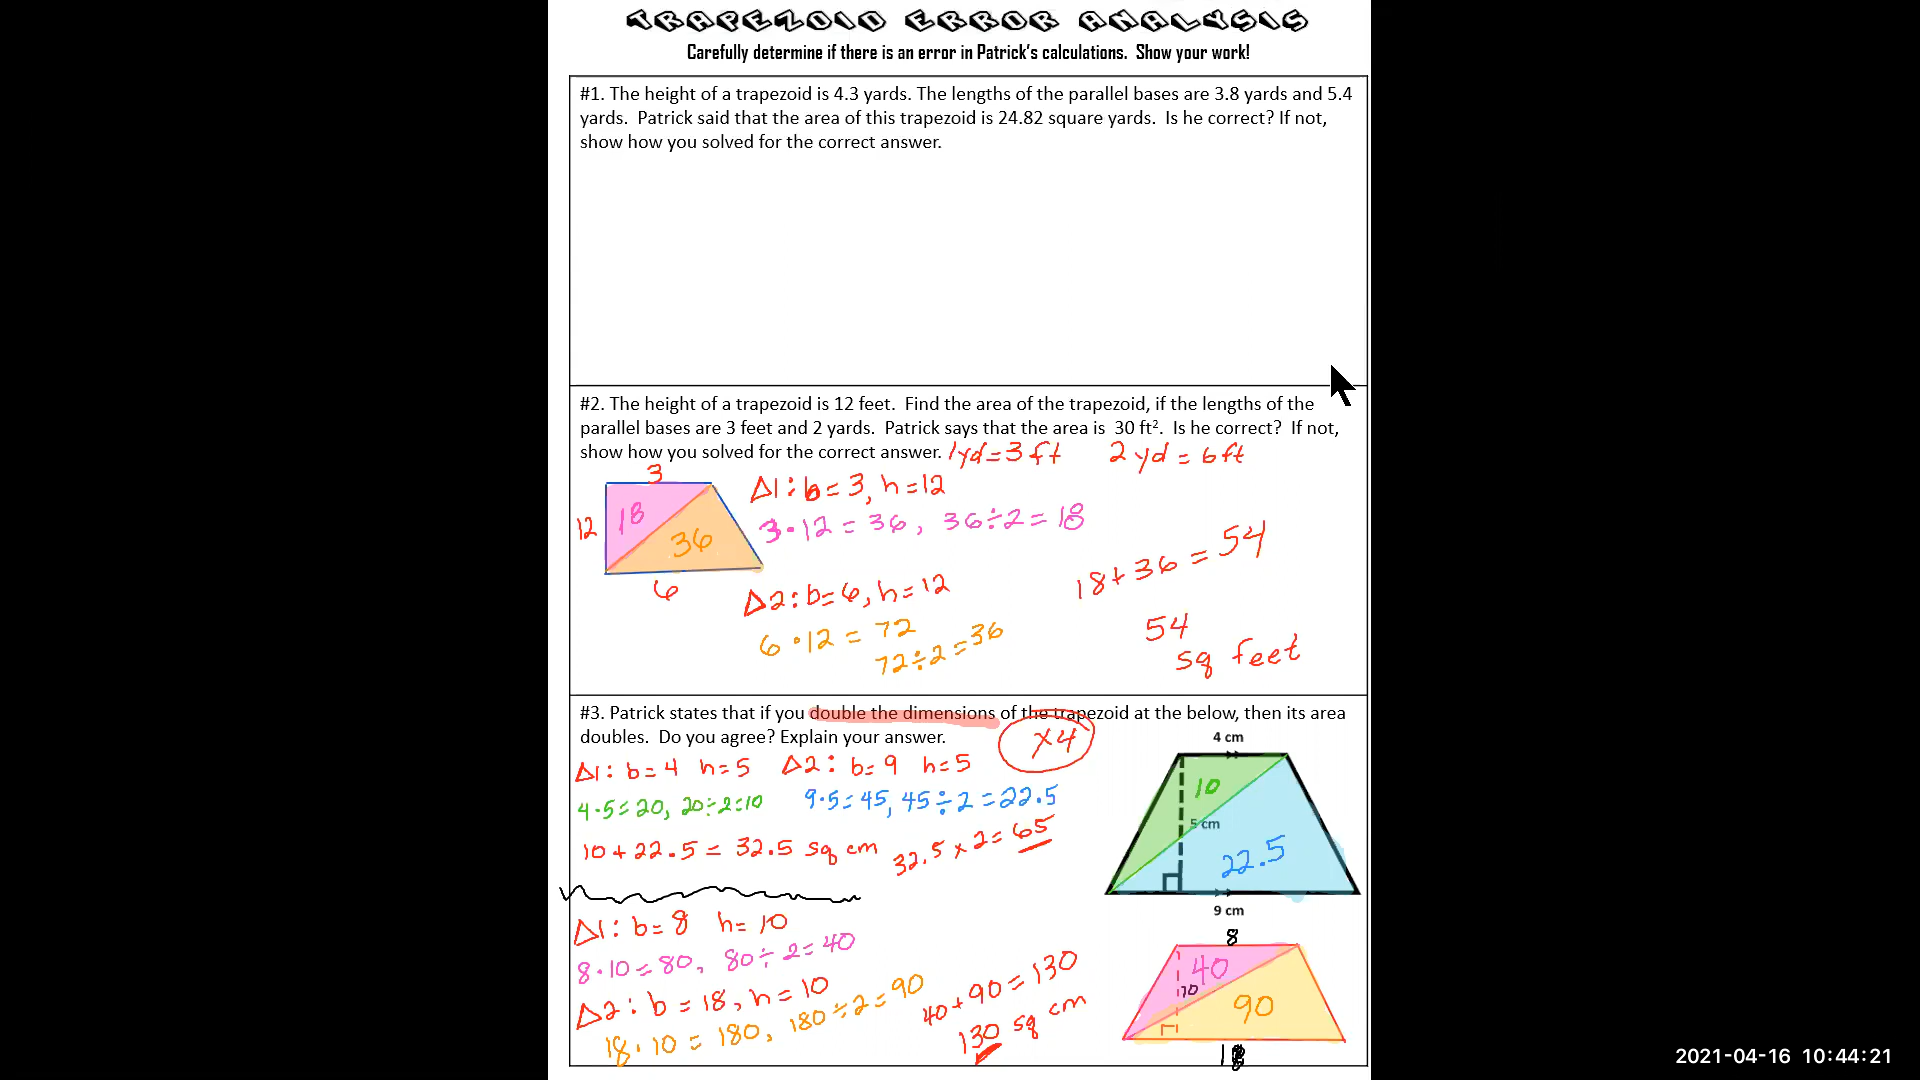 TRAPEZOID ERROR ANALYSIS
Carefully determine if there is an error in Patrick's calculations. Show your work!
#1. The height of a trapezoid is 4.3 yards. The lengths of the parallel bases are 3.8 yards and 5.4
yards. Patrick said that the area of this trapezoid is 24.82 square yards. Is he correct? If not,
show how you solved for the correct answer.
#2. The height of a trapezoid is 12 feet. Find the area of the trapezoid, if the lengths of the
parallel bases are 3 feet and 2 yards. Patrick says that the area is 30 ft². Is he correct? If not,
show how you solved for the correct answer. 1yd = 3 ft 2 yd = 6ft
3
12
18
36
6
Δ1: b = 3, h = 12
3 · 12 = 36, 36 ÷ 2 = 18
Δ2: b = 6, h = 12
6 · 12 = 72
72 ÷ 2 = 36
18 + 36 = 54
54
sq feet
#3. Patrick states that if you double the dimensions of the trapezoid at the below, then its area
doubles. Do you agree? Explain your answer.
x4
Δ1: b = 4 h = 5 Δ2: b = 9 h = 5
4 · 5 = 20, 20 ÷ 2 = 10 9 · 5 = 45, 45 ÷ 2 = 22.5
10 + 22.5 = 32.5 sq cm 32.5 x 2 = 65
4 cm
10
5 cm
22.5
9 cm
Δ1: b = 8 h = 10
8 · 10 = 80, 80 ÷ 2 = 40
Δ2: b = 18, h = 10
18 · 10 = 180, 180 ÷ 2 = 90
40 + 90 = 130
130 sq cm
8
40
10
90
18
2021-04-16 10:44:21